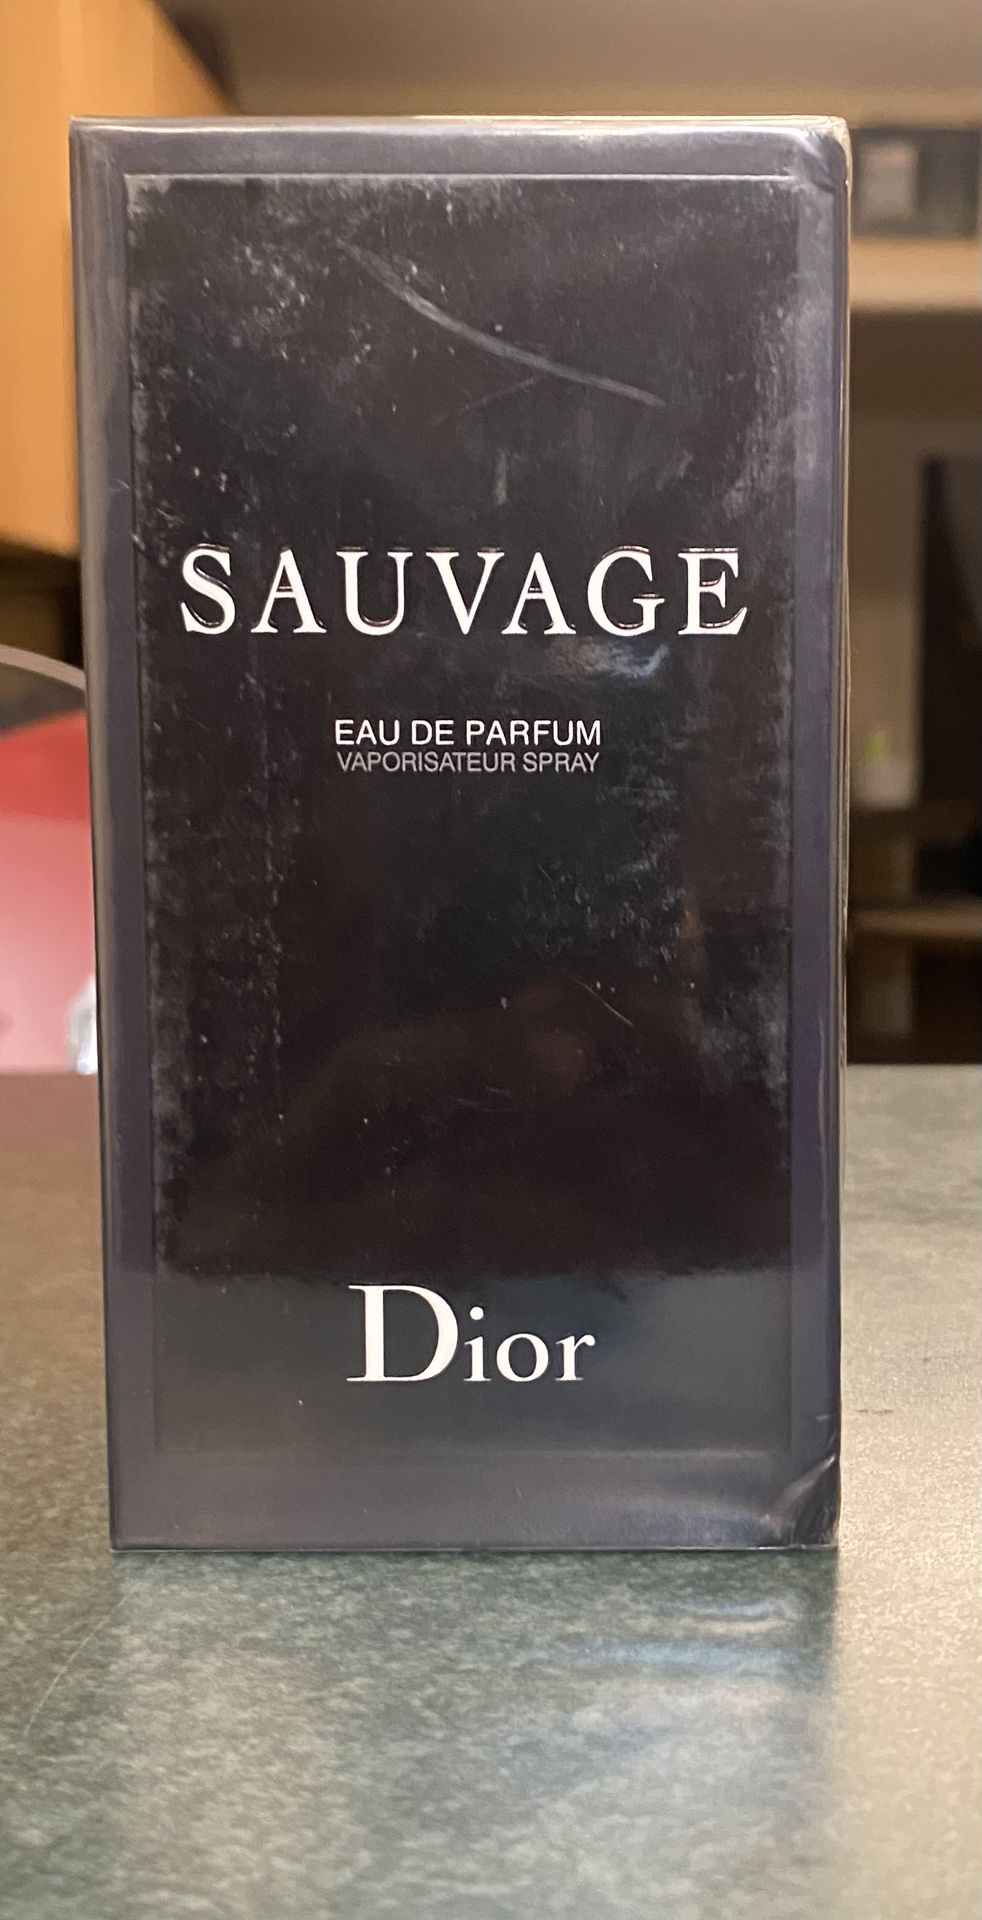 SAUVAGE
EAU DE PARFUM
VAPORISATEUR SPRAY
Dior